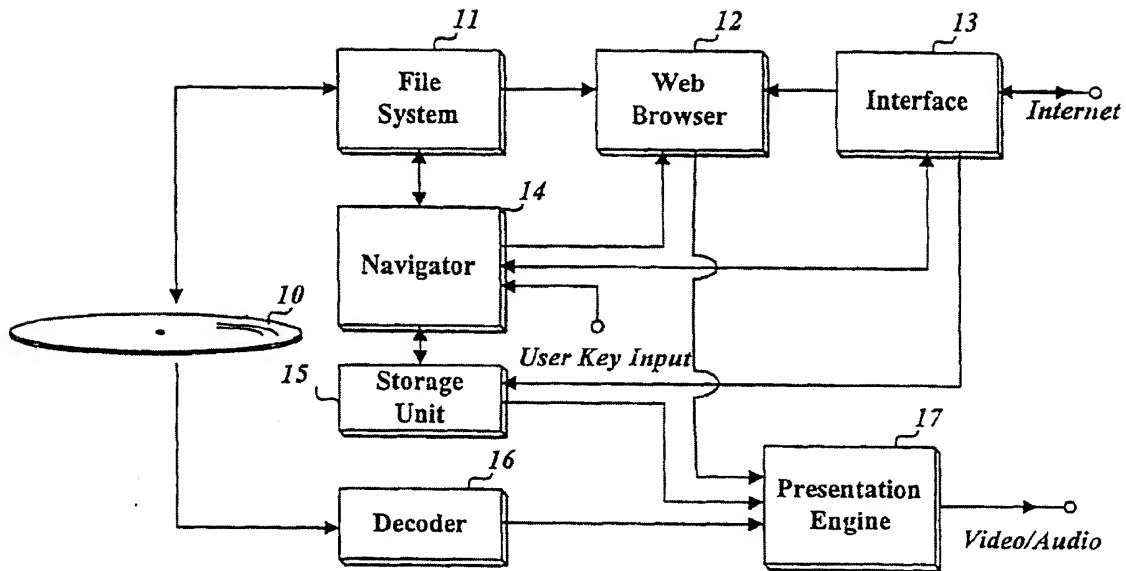 11
File
System
12
Web
Browser
13
Interface
Internet
14
Navigator
10
User Key Input
15
Storage
Unit
16
Decoder
17
Presentation
Engine
Video/Audio